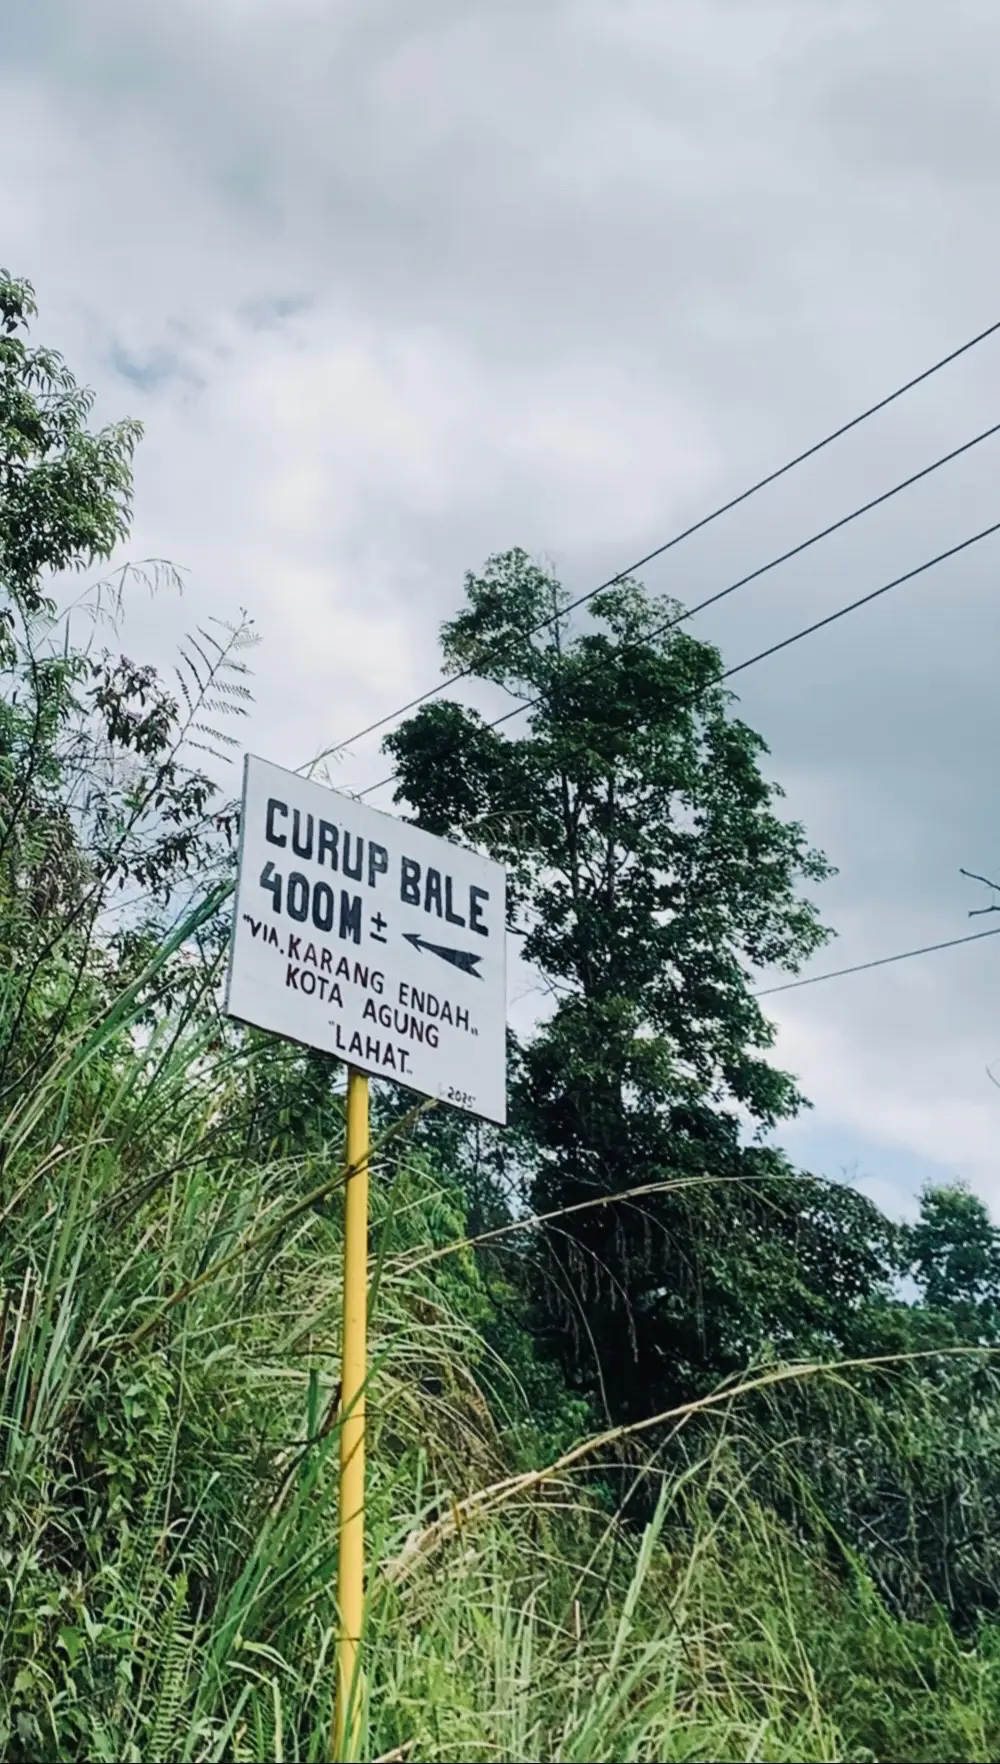 CURUP BALE
400M ±
"VIA. KARANG ENDAH"
KOTA AGUNG
"LAHAT"
2025"